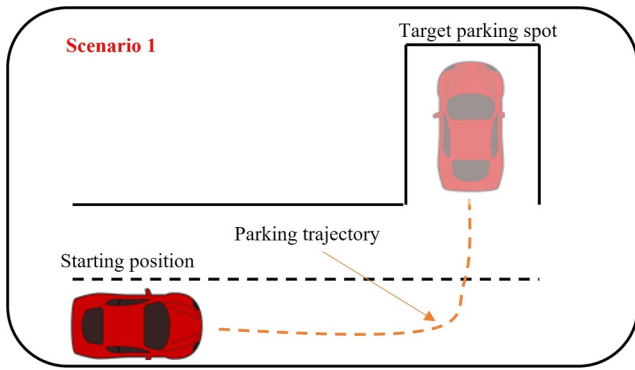 Scenario 1
Target parking spot
Parking trajectory
Starting position